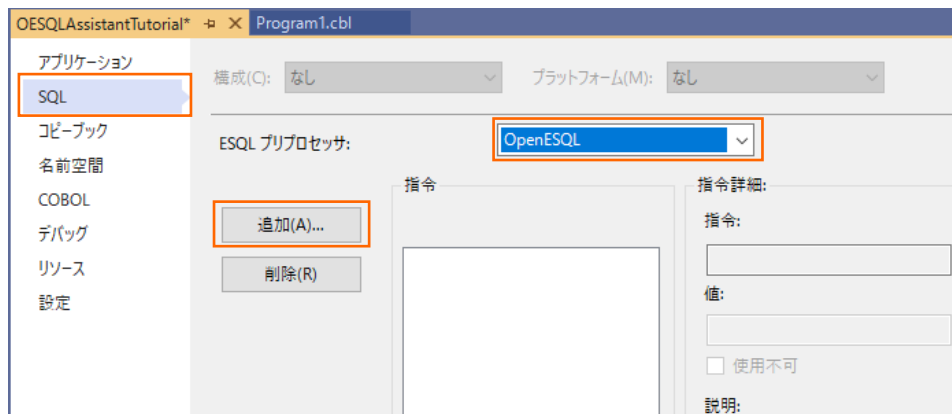 OESQLAssistantTutorial* Program1.cbl
アプリケーション
SQL
コピーブック
名前空間
COBOL
デバッグ
リソース
設定
構成(C): なし プラットフォーム(M): なし
ESQL プリプロセッサ: OpenESQL
追加(A)...
削除(R)
指令
指令詳細:
指令:
値:
使用不可
説明: